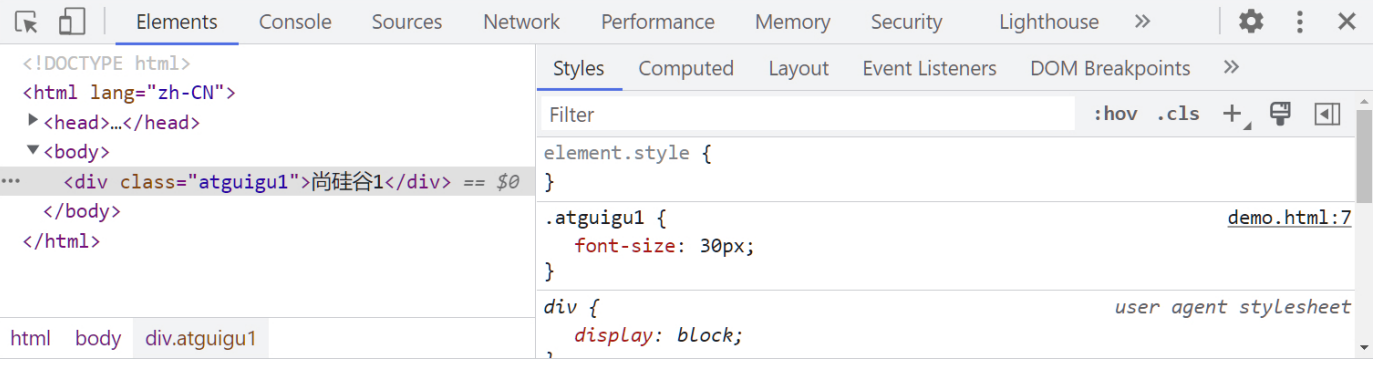 Elements Console Sources Network Performance Memory Security Lighthouse »
<!DOCTYPE html>
<html lang="zh-CN">
<head>…</head>
<body>
<div class="atguigu1">尚硅谷1</div> == $0
</body>
</html>
html body div.atguigu1
Styles Computed Layout Event Listeners DOM Breakpoints »
Filter :hov .cls +
element.style {
}
.atguigu1 { demo.html:7
font-size: 30px;
}
div { user agent stylesheet
display: block;
}